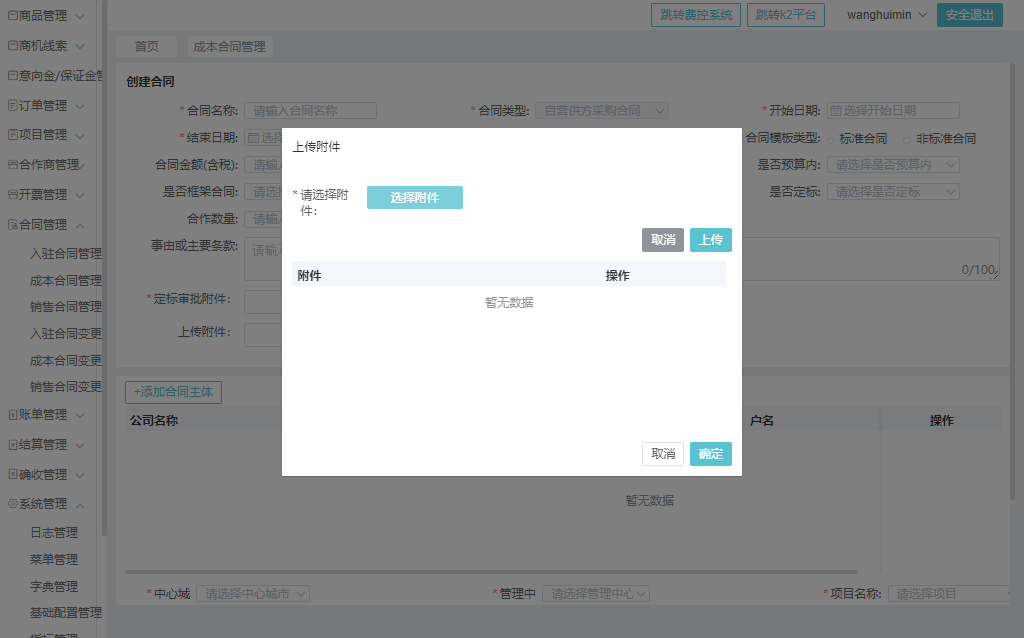 商品管理
商机线索
意向金/保证金管
订单管理
项目管理
合作商管理
开票管理
合同管理
入驻合同管理
成本合同管理
销售合同管理
入驻合同变更
成本合同变更
销售合同变更
账单管理
结算管理
确收管理
系统管理
日志管理
菜单管理
字典管理
基础配置管理
指标管理
跳转费控系统 跳转k2平台 wanghuimin 安全退出
首页 成本合同管理
创建合同
*合同名称: 请输入合同名称 *合同类型: 自营供方采购合同 *开始日期: 选择开始日期
*结束日期: 选择 合同模板类型: 标准合同 非标准合同
合同金额(含税): 请输入 是否预算内: 请选择是否预算内
是否框架合同: 请选择 是否定标: 请选择是否定标
合作数量: 请输入
事由或主要条款: 请输入 0/100
*定标审批附件:
上传附件:
上传附件
*请选择附件: 选择附件
取消 上传
附件 操作
暂无数据
取消 确定
+添加合同主体
公司名称 户名 操作
暂无数据
*中心城 请选择中心城市 *管理中 请选择管理中心 *项目名称: 请选择项目